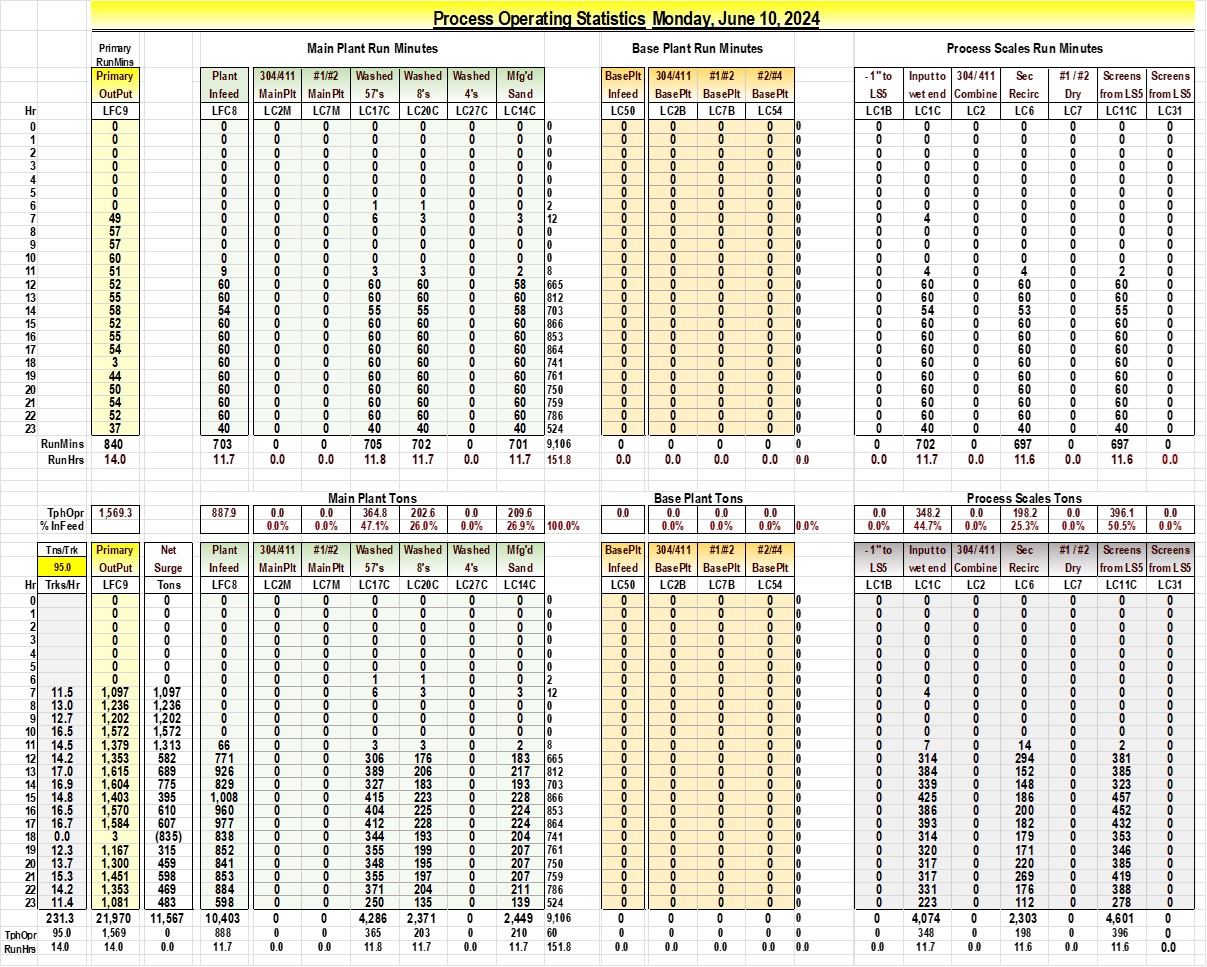 Process Operating Statistics Monday, June 10, 2024
Primary Main Plant Run Minutes Base Plant Run Minutes Process Scales Run Minutes
RunMins
Primary Plant 304/411 #1/#2 Washed Washed Washed Mfg'd BasePlt 304/411 #1/#2 #2/#4 - 1" to Input to 304/ 411 Sec #1 / #2 Screens Screens
OutPut Infeed MainPlt MainPlt 57's 8's 4's Sand Infeed BasePlt BasePlt BasePlt LS5 wet end Combine Recirc Dry from LS5 from LS5
Hr LFC9 LFC8 LC2M LC7M LC17C LC20C LC27C LC14C LC50 LC2B LC7B LC54 LC1B LC1C LC2 LC6 LC7 LC11C LC31
0 0 0 0 0 0 0 0 0 0 0 0 0 0 0 0 0 0 0 0 0 0 0
1 0 0 0 0 0 0 0 0 0 0 0 0 0 0 0 0 0 0 0 0 0 0
2 0 0 0 0 0 0 0 0 0 0 0 0 0 0 0 0 0 0 0 0 0 0
3 0 0 0 0 0 0 0 0 0 0 0 0 0 0 0 0 0 0 0 0 0 0
4 0 0 0 0 0 0 0 0 0 0 0 0 0 0 0 0 0 0 0 0 0 0
5 0 0 0 0 0 0 0 0 0 0 0 0 0 0 0 0 0 0 0 0 0 0
6 0 0 0 0 1 1 0 0 2 0 0 0 0 0 0 0 0 0 0 0 0
7 49 0 0 0 6 3 0 3 12 0 0 0 0 0 0 4 0 0 0 0 0
8 57 0 0 0 0 0 0 0 0 0 0 0 0 0 0 0 0 0 0 0 0
9 57 0 0 0 0 0 0 0 0 0 0 0 0 0 0 0 0 0 0 0 0
10 60 0 0 0 0 0 0 0 0 0 0 0 0 0 0 0 0 0 0 0 0
11 51 9 0 0 3 3 0 2 8 0 0 0 0 0 0 4 0 4 0 2 0
12 52 60 0 0 60 60 0 58 665 0 0 0 0 0 0 60 0 60 0 60 0
13 55 60 0 0 60 60 0 60 812 0 0 0 0 0 0 60 0 60 0 60 0
14 58 54 0 0 55 55 0 58 703 0 0 0 0 0 0 54 0 53 0 55 0
15 52 60 0 0 60 60 0 60 866 0 0 0 0 0 0 60 0 60 0 60 0
16 55 60 0 0 60 60 0 60 853 0 0 0 0 0 0 60 0 60 0 60 0
17 54 60 0 0 60 60 0 60 864 0 0 0 0 0 0 60 0 60 0 60 0
18 3 60 0 0 60 60 0 60 741 0 0 0 0 0 0 60 0 60 0 60 0
19 44 60 0 0 60 60 0 60 761 0 0 0 0 0 0 60 0 60 0 60 0
20 50 60 0 0 60 60 0 60 750 0 0 0 0 0 0 60 0 60 0 60 0
21 54 60 0 0 60 60 0 60 759 0 0 0 0 0 0 60 0 60 0 60 0
22 52 60 0 0 60 60 0 60 786 0 0 0 0 0 0 60 0 60 0 60 0
23 37 40 0 0 40 40 0 40 524 0 0 0 0 0 0 40 0 40 0 40 0
RunMins 840 703 0 0 705 702 0 701 9,106 0 0 0 0 0 0 702 0 697 0 697 0
RunHrs 14.0 11.7 0.0 0.0 11.8 11.7 0.0 11.7 151.8 0.0 0.0 0.0 0.0 0.0 0.0 11.7 0.0 11.6 0.0 11.6 0.0
Main Plant Tons Base Plant Tons Process Scales Tons
TphOpr 1,569.3 887.9 0.0 0.0 364.8 202.6 0.0 209.6 0.0 0.0 0.0 0.0 0.0 348.2 0.0 198.2 0.0 396.1 0.0
% InFeed 0.0% 0.0% 47.1% 26.0% 0.0% 26.9% 100.0% 0.0% 0.0% 0.0% 0.0% 0.0% 44.7% 0.0% 25.3% 0.0% 50.5% 0.0%
Tns/Trk Primary Net Plant 304/411 #1/#2 Washed Washed Washed Mfg'd BasePlt 304/411 #1/#2 #2/#4 - 1" to Input to 304/ 411 Sec #1 / #2 Screens Screens
95.0 OutPut Surge Infeed MainPlt MainPlt 57's 8's 4's Sand Infeed BasePlt BasePlt BasePlt LS5 wet end Combine Recirc Dry from LS5 from LS5
Hr Trks/Hr LFC9 Tons LFC8 LC2M LC7M LC17C LC20C LC27C LC14C LC50 LC2B LC7B LC54 LC1B LC1C LC2 LC6 LC7 LC11C LC31
0 0 0 0 0 0 0 0 0 0 0 0 0 0 0 0 0 0 0 0 0 0 0
1 0 0 0 0 0 0 0 0 0 0 0 0 0 0 0 0 0 0 0 0 0 0
2 0 0 0 0 0 0 0 0 0 0 0 0 0 0 0 0 0 0 0 0 0 0
3 0 0 0 0 0 0 0 0 0 0 0 0 0 0 0 0 0 0 0 0 0 0
4 0 0 0 0 0 0 0 0 0 0 0 0 0 0 0 0 0 0 0 0 0 0
5 0 0 0 0 0 0 0 0 0 0 0 0 0 0 0 0 0 0 0 0 0 0
6 0 0 0 0 0 1 1 0 0 2 0 0 0 0 0 0 0 0 0 0 0 0
7 11.5 1,097 1,097 0 0 0 6 3 0 3 12 0 0 0 0 0 0 4 0 0 0 0 0
8 13.0 1,236 1,236 0 0 0 0 0 0 0 0 0 0 0 0 0 0 0 0 0 0 0 0
9 12.7 1,202 1,202 0 0 0 0 0 0 0 0 0 0 0 0 0 0 0 0 0 0 0 0
10 16.5 1,572 1,572 0 0 0 0 0 0 0 0 0 0 0 0 0 0 0 0 0 0 0 0
11 14.5 1,379 1,313 66 0 0 3 3 0 2 8 0 0 0 0 0 0 7 0 14 0 2 0
12 14.2 1,353 582 771 0 0 306 176 0 183 665 0 0 0 0 0 0 314 0 294 0 381 0
13 17.0 1,615 689 926 0 0 389 206 0 217 812 0 0 0 0 0 0 384 0 152 0 385 0
14 16.9 1,604 775 829 0 0 327 183 0 193 703 0 0 0 0 0 0 339 0 148 0 323 0
15 14.8 1,403 395 1,008 0 0 415 223 0 228 866 0 0 0 0 0 0 425 0 186 0 457 0
16 16.5 1,570 610 960 0 0 404 225 0 224 853 0 0 0 0 0 0 386 0 200 0 452 0
17 16.7 1,584 607 977 0 0 412 228 0 224 864 0 0 0 0 0 0 393 0 182 0 432 0
18 0.0 3 (835) 838 0 0 344 193 0 204 741 0 0 0 0 0 0 314 0 179 0 353 0
19 12.3 1,167 315 852 0 0 355 199 0 207 761 0 0 0 0 0 0 320 0 171 0 346 0
20 13.7 1,300 459 841 0 0 348 195 0 207 750 0 0 0 0 0 0 317 0 220 0 385 0
21 15.3 1,451 598 853 0 0 355 197 0 207 759 0 0 0 0 0 0 317 0 269 0 419 0
22 14.2 1,353 469 884 0 0 371 204 0 211 786 0 0 0 0 0 0 331 0 176 0 388 0
23 11.4 1,081 483 598 0 0 250 135 0 139 524 0 0 0 0 0 0 223 0 112 0 278 0
231.3 21,970 11,567 10,403 0 0 4,286 2,371 0 2,449 9,106 0 0 0 0 0 0 4,074 0 2,303 0 4,601 0
TphOpr 95.0 1,569 0 888 0 0 365 203 0 210 60 0 0 0 0 0 0 348 0 198 0 396 0
RunHrs 14.0 14.0 0.0 11.7 0.0 0.0 11.8 11.7 0.0 11.7 151.8 0.0 0.0 0.0 0.0 0.0 0.0 11.7 0.0 11.6 0.0 11.6 0.0